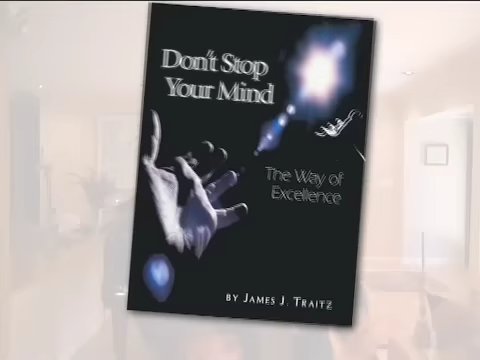 Don't Stop
Your Mind
The Way of
Excellence
BY JAMES J. TRAITZ